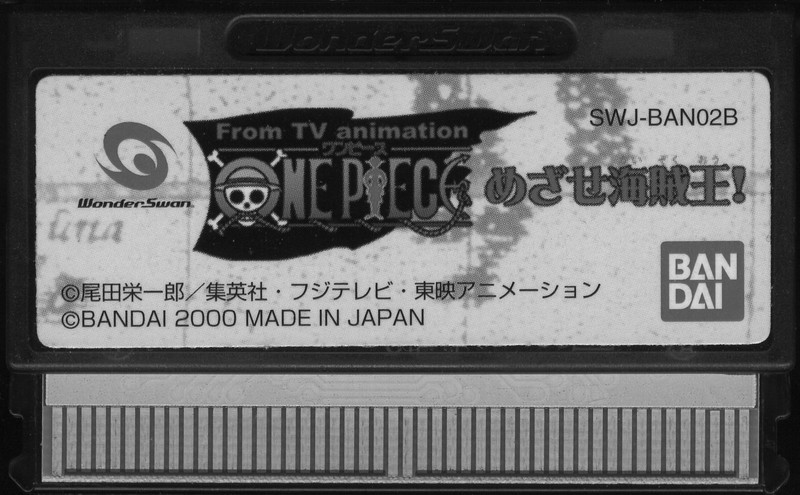 WonderSwan
SWJ-BAN02B
From TV animation
ワンピース
ONE PIECE
めざせ海賊王!
かいぞくおう
WonderSwan
©尾田栄一郎／集英社・フジテレビ・東映アニメーション
©BANDAI 2000 MADE IN JAPAN
BAN
DAI